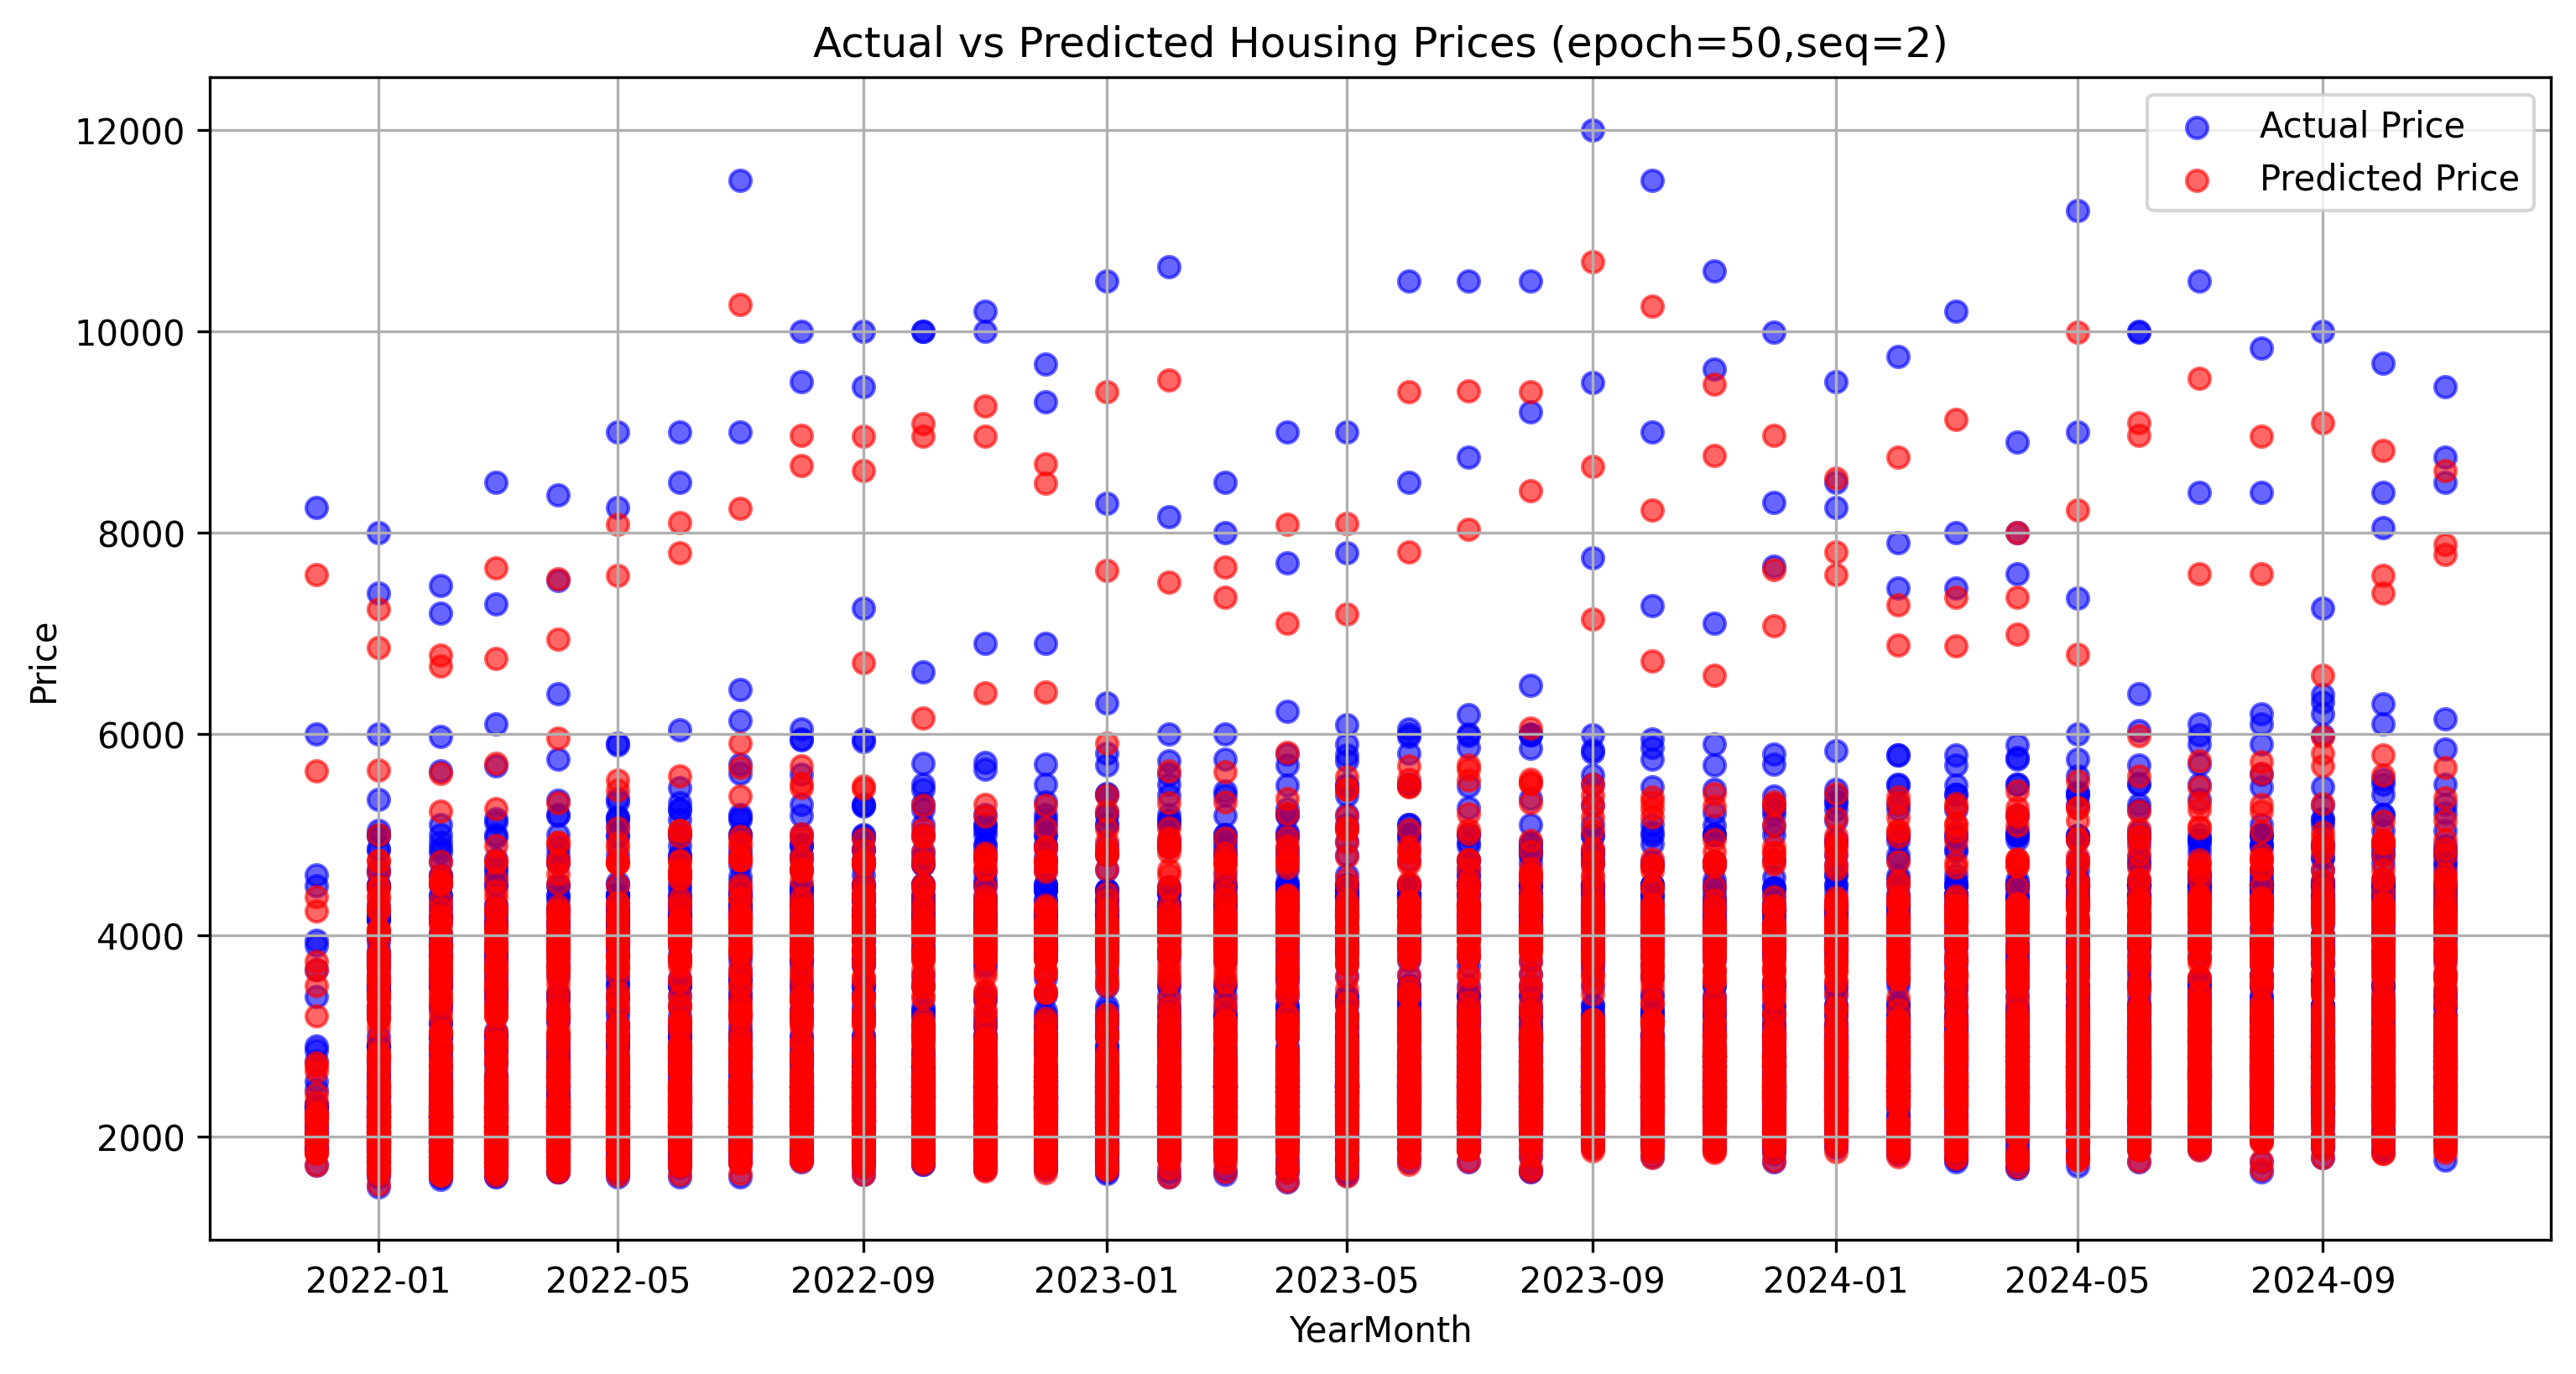 Actual vs Predicted Housing Prices (epoch=50,seq=2)
Actual Price
Predicted Price
12000
10000
8000
6000
4000
2000
Price
2022-01 2022-05 2022-09 2023-01 2023-05 2023-09 2024-01 2024-05 2024-09
YearMonth